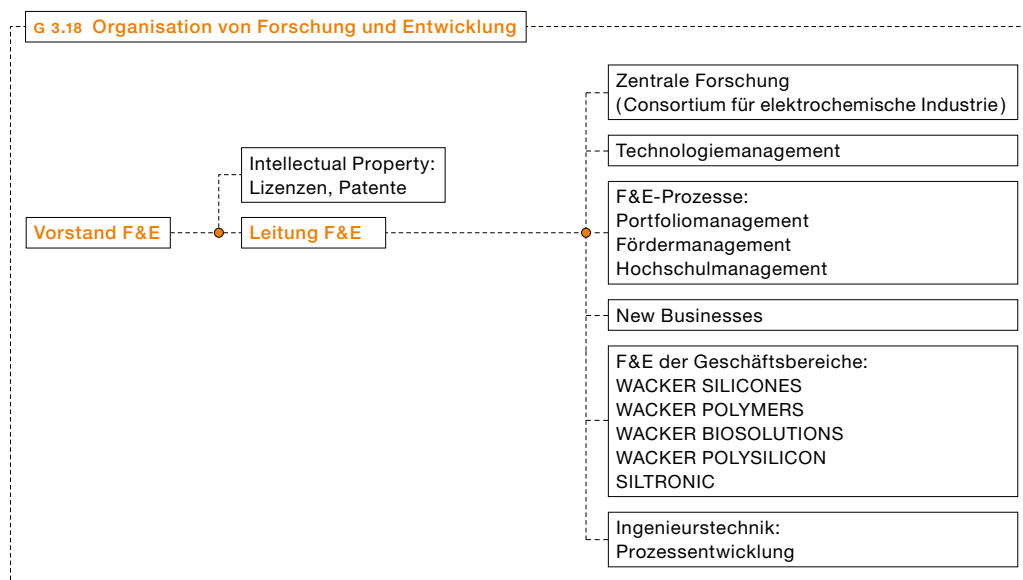 G 3.18 Organisation von Forschung und Entwicklung
Zentrale Forschung
(Consortium für elektrochemische Industrie)
Technologiemanagement
Intellectual Property:
Lizenzen, Patente
F&E-Prozesse:
Portfoliomanagement
Fördermanagement
Hochschulmanagement
Vorstand F&E
Leitung F&E
New Businesses
F&E der Geschäftsbereiche:
WACKER SILICONES
WACKER POLYMERS
WACKER BIOSOLUTIONS
WACKER POLYSILICON
SILTRONIC
Ingenieurstechnik:
Prozessentwicklung